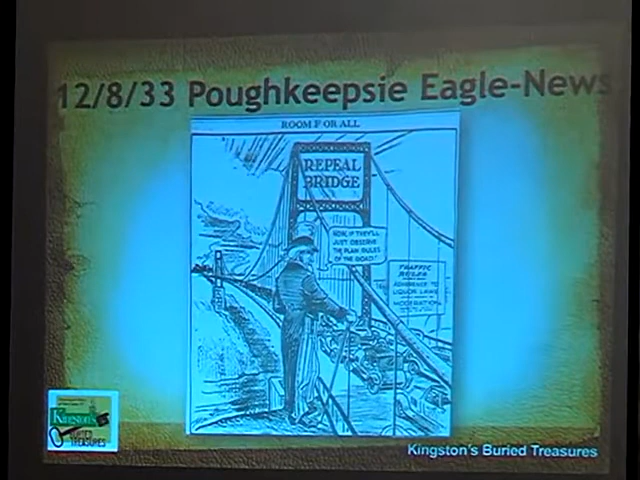 12/8/33 Poughkeepsie Eagle-News
ROOM FOR ALL
REPEAL
BRIDGE
NOW, IF THEY'LL
JUST OBSERVE
THE PLAIN RULES
OF THE ROAD!
TRAFFIC
RULES
ADHERENCE TO
LIQUOR LAWS
MODERATION
KINGSTON'S
BURIED
TREASURES
Kingston's Buried Treasures